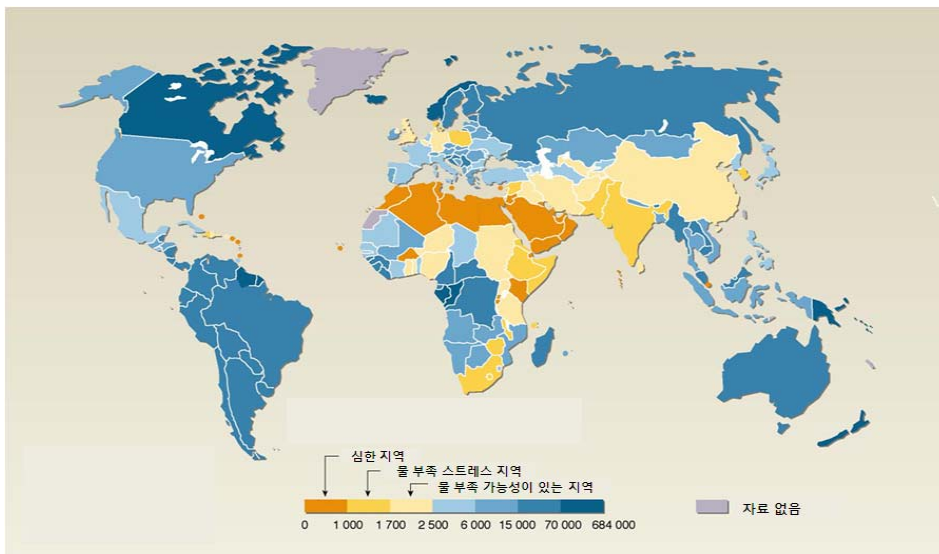 심한 지역
물 부족 스트레스 지역
물 부족 가능성이 있는 지역
0 1 000 1 700 2 500 6 000 15 000 70 000 684 000
자료 없음